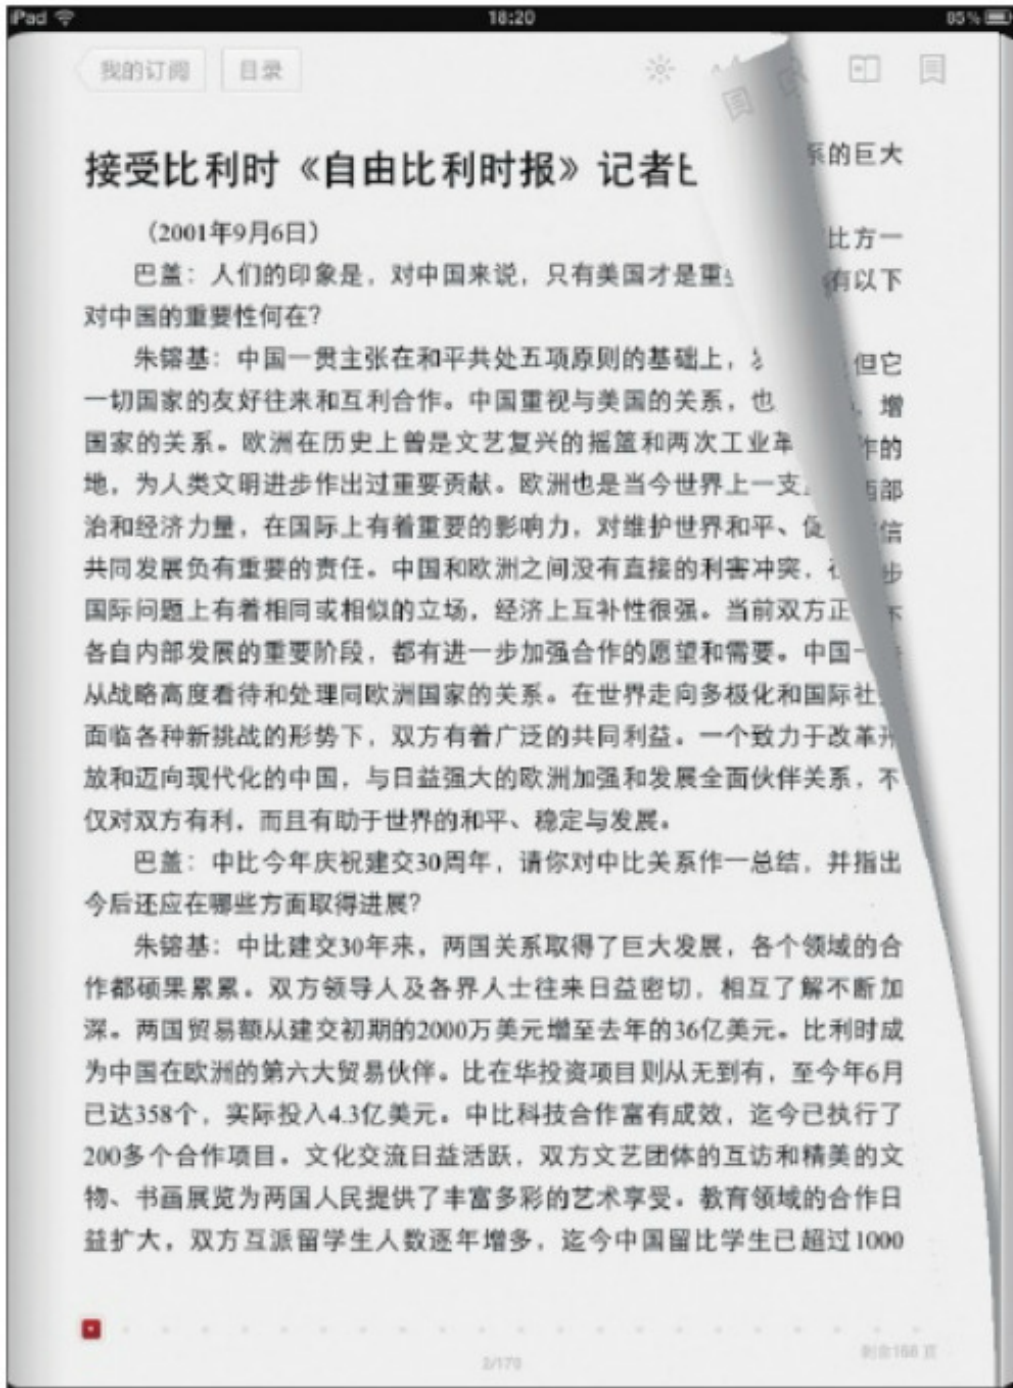 iPad 18:20 85%
我的订阅 目录
接受比利时《自由比利时报》记者
系的巨大
（2001年9月6日）
比方一
巴盖：人们的印象是，对中国来说，只有美国才是重
有以下
对中国的重要性何在？
朱镕基：中国一贯主张在和平共处五项原则的基础上，
但它
一切国家的友好往来和互利合作。中国重视与美国的关系，也
，增
国家的关系。欧洲在历史上曾是文艺复兴的摇篮和两次工业革
作的
地，为人类文明进步作出过重要贡献。欧洲也是当今世界上一支
西部
治和经济力量，在国际上有着重要的影响力，对维护世界和平、促
信
共同发展负有重要的责任。中国和欧洲之间没有直接的利害冲突，在
步
国际问题上有着相同或相似的立场，经济上互补性很强。当前双方正
各自内部发展的重要阶段，都有进一步加强合作的愿望和需要。中国一
从战略高度看待和处理同欧洲国家的关系。在世界走向多极化和国际社
面临各种新挑战的形势下，双方有着广泛的共同利益。一个致力于改革开
放和迈向现代化的中国，与日益强大的欧洲加强和发展全面伙伴关系，不
仅对双方有利，而且有助于世界的和平、稳定与发展。
巴盖：中比今年庆祝建交30周年，请你对中比关系作一总结，并指出
今后还应在哪些方面取得进展？
朱镕基：中比建交30年来，两国关系取得了巨大发展，各个领域的合
作都硕果累累。双方领导人及各界人士往来日益密切，相互了解不断加
深。两国贸易额从建交初期的2000万美元增至去年的36亿美元。比利时成
为中国在欧洲的第六大贸易伙伴。比在华投资项目则从无到有，至今年6月
已达358个，实际投入4.3亿美元。中比科技合作富有成效，迄今已执行了
200多个合作项目。文化交流日益活跃，双方文艺团体的互访和精美的文
物、书画展览为两国人民提供了丰富多彩的艺术享受。教育领域的合作日
益扩大，双方互派留学生人数逐年增多，迄今中国留比学生已超过1000
2/170
剩余168 页